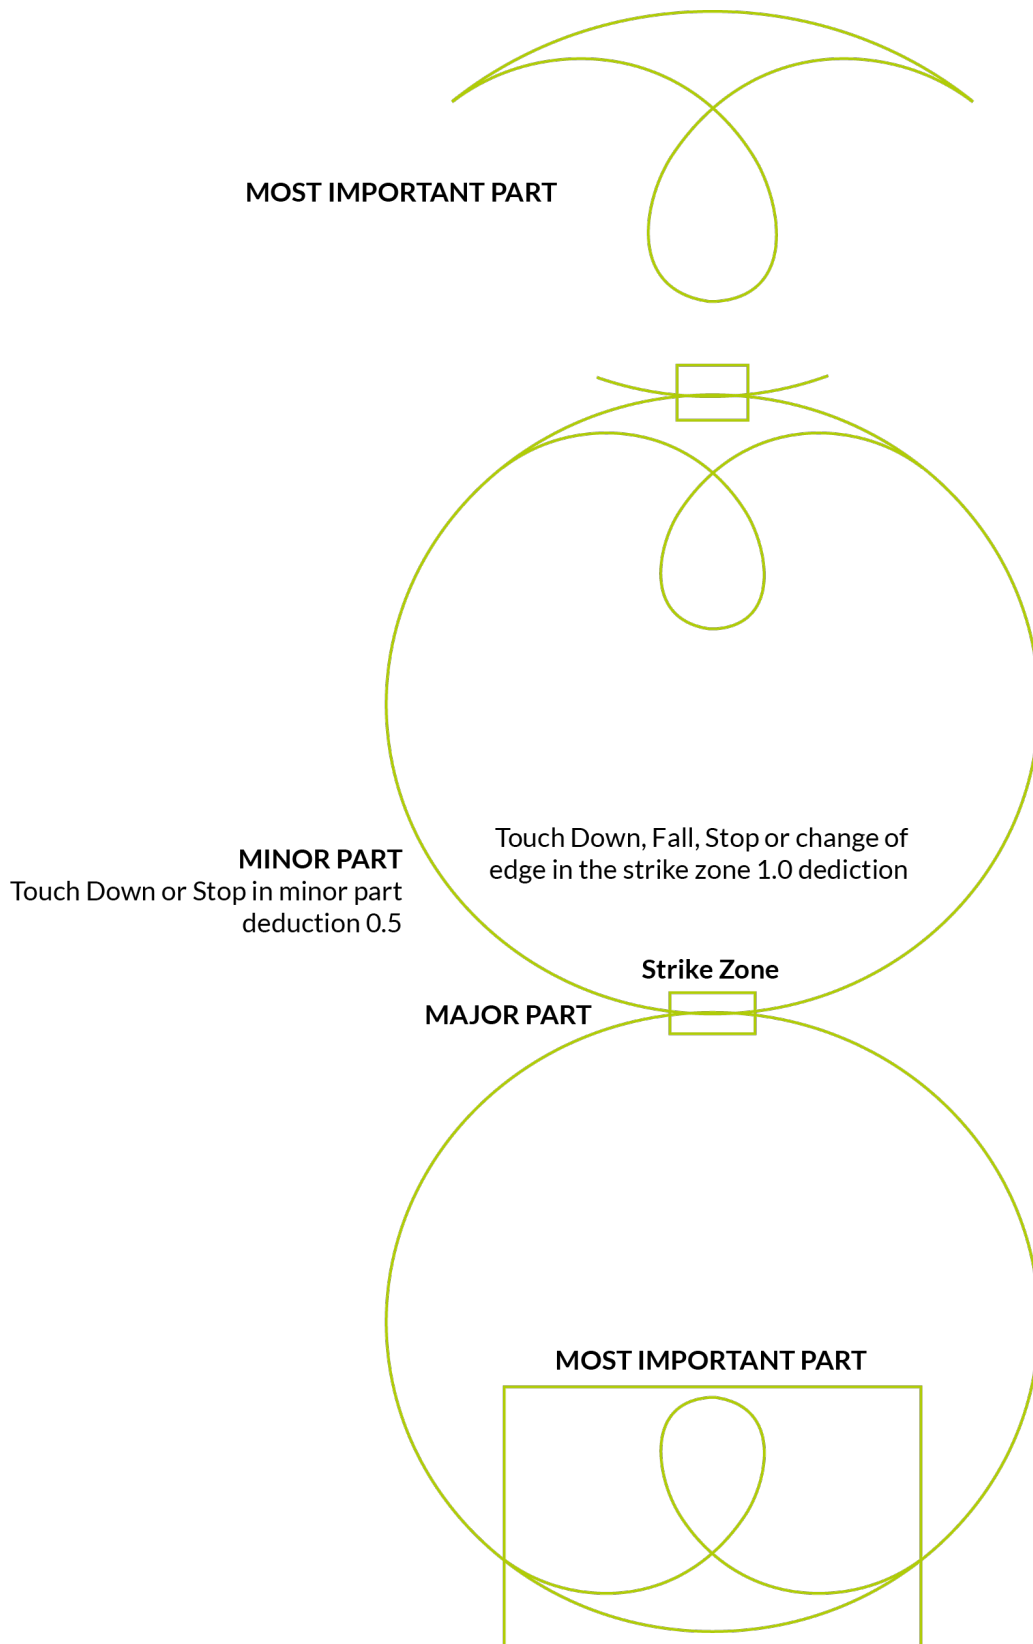 MOST IMPORTANT PART
Touch Down, Fall, Stop or change of
edge in the strike zone 1.0 dediction
MINOR PART
Touch Down or Stop in minor part
deduction 0.5
Strike Zone
MAJOR PART
MOST IMPORTANT PART